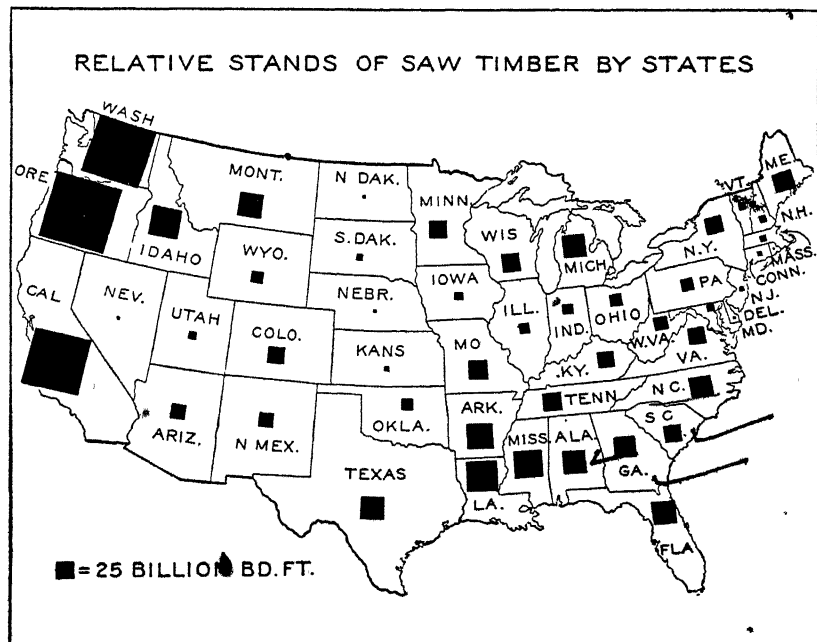 RELATIVE STANDS OF SAW TIMBER BY STATES
WASH
ORE
MONT.
N DAK.
MINN.
VT.
ME.
IDAHO
WYO.
S.DAK.
WIS
MICH
N.Y.
N.H.
MASS.
CONN.
CAL
NEV.
UTAH
COLO.
NEBR.
IOWA
ILL.
IND.
OHIO
PA
N.J.
DEL.
MD.
KANS
MO
KY.
W.VA.
VA.
ARIZ.
N MEX.
OKLA.
ARK.
TENN
N.C.
TEXAS
LA.
MISS.
ALA.
GA.
S C
FLA
= 25 BILLION BD. FT.